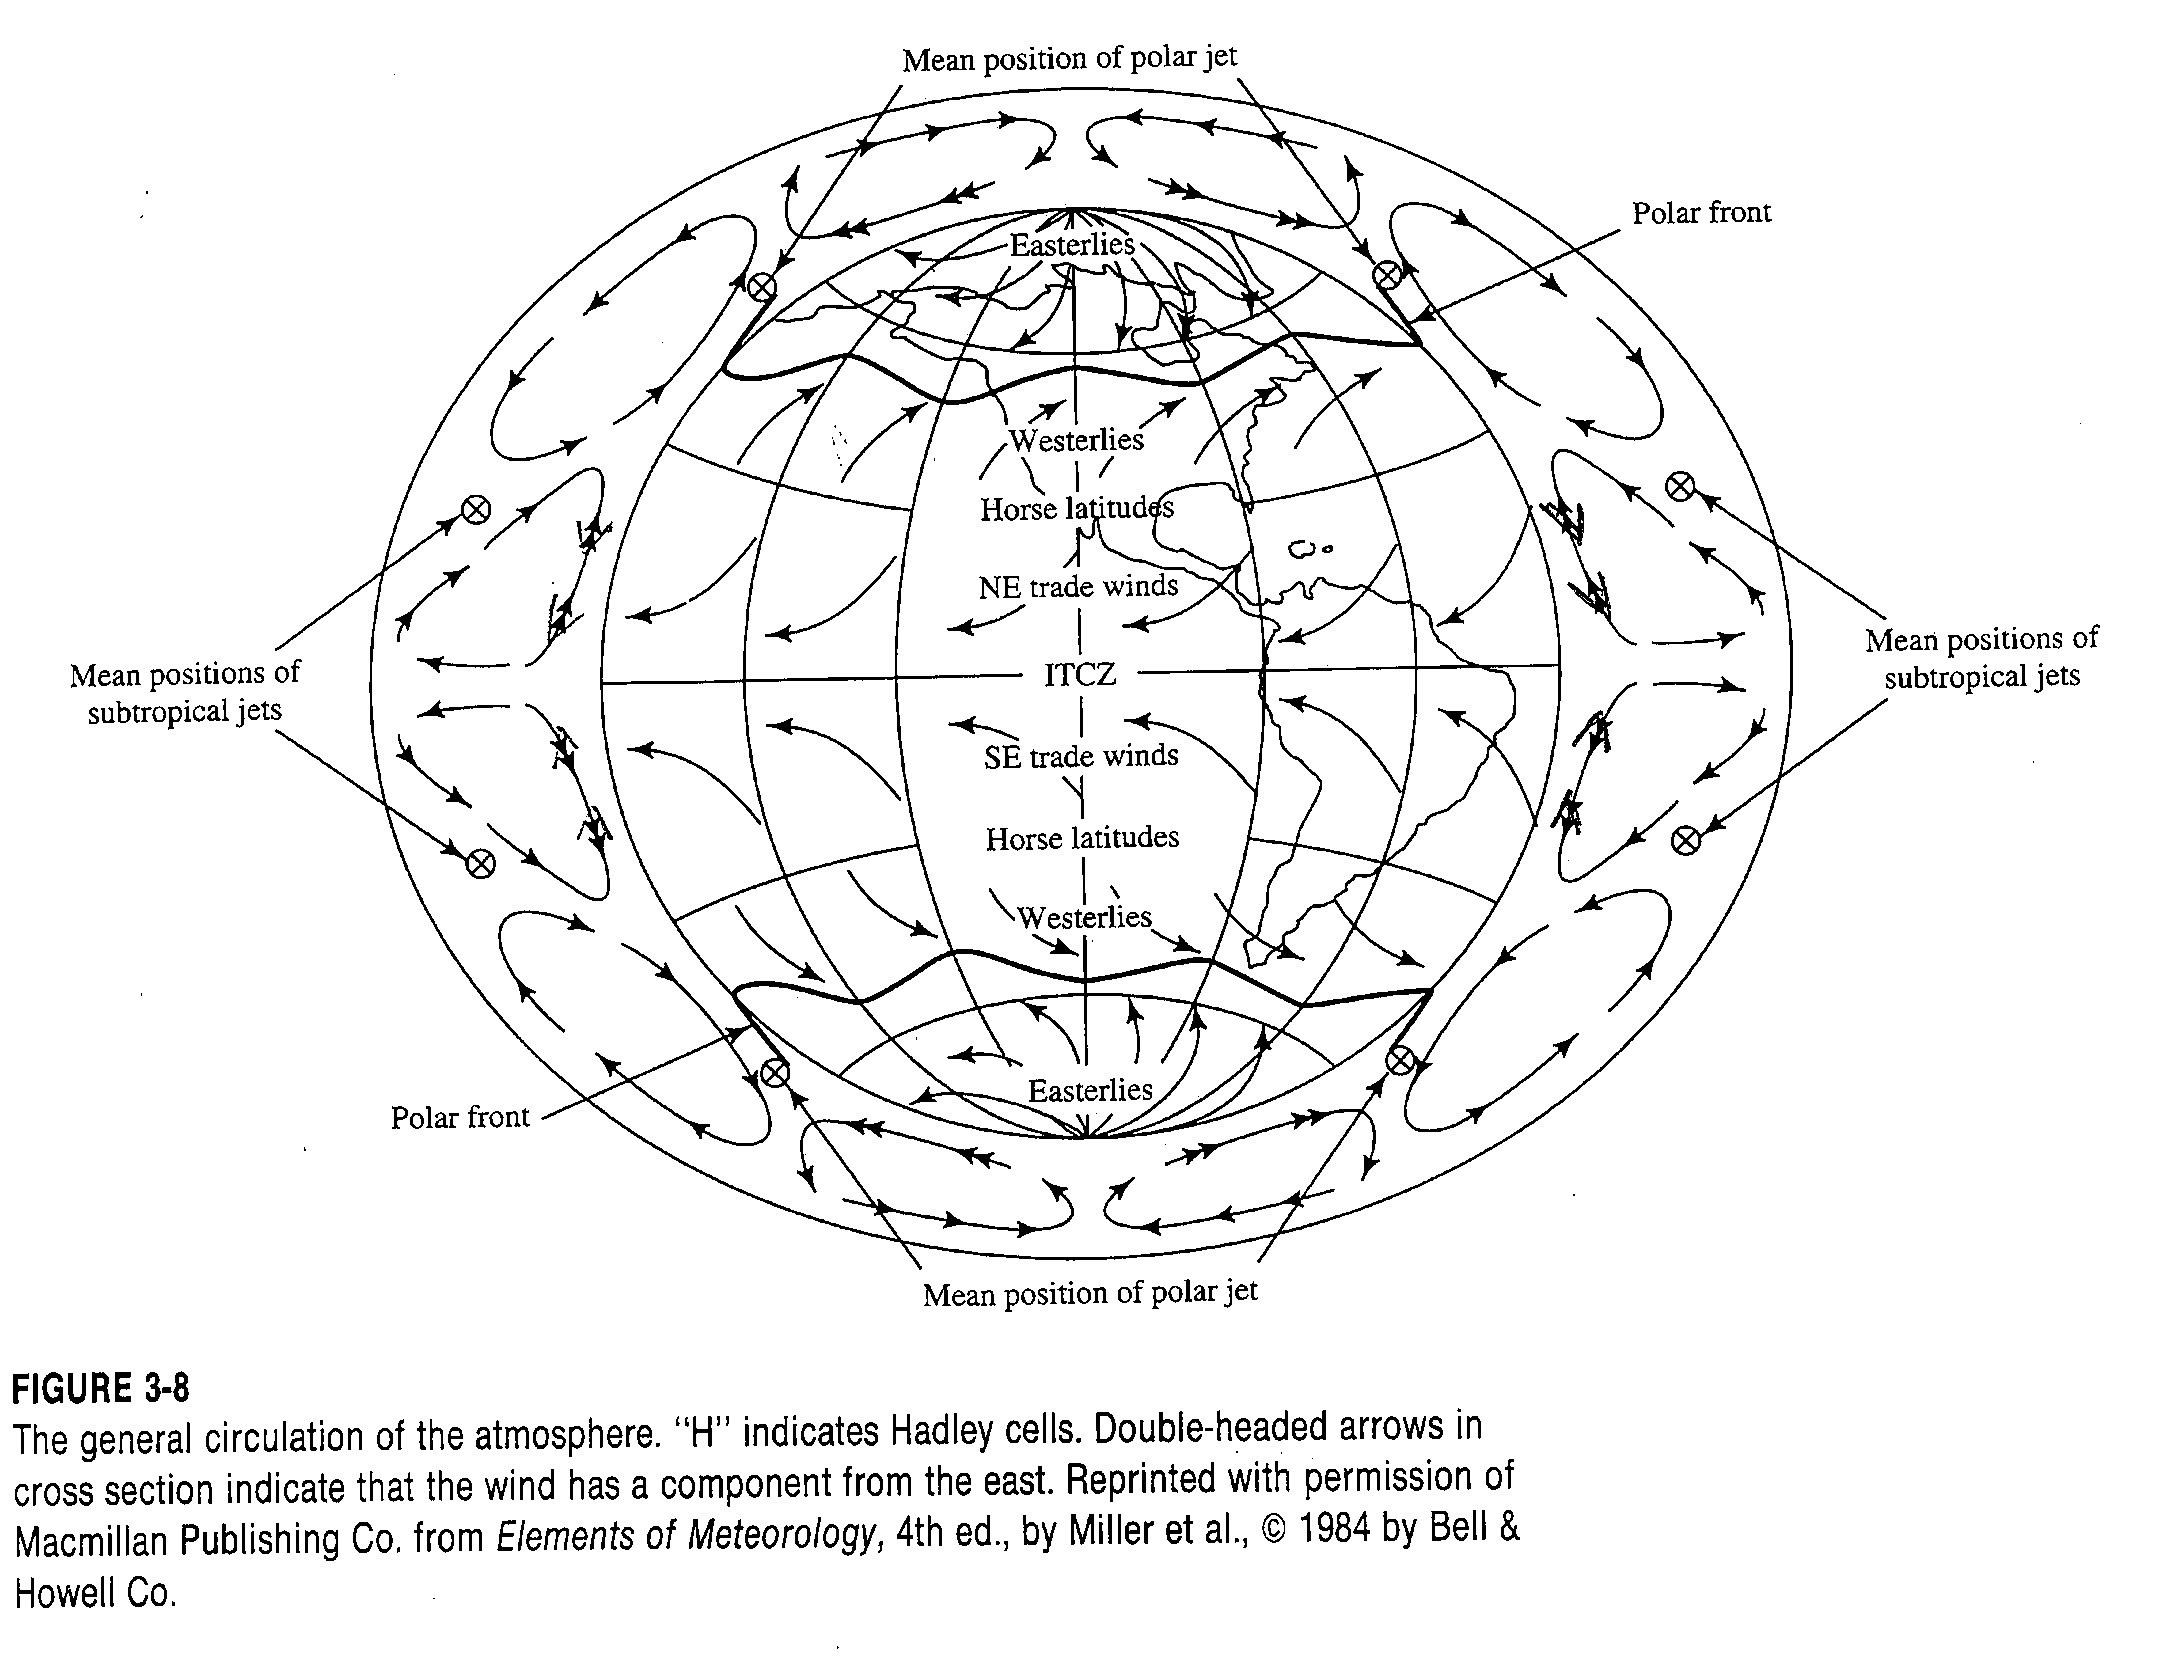 Mean position of polar jet
Polar front
Easterlies
Westerlies
Horse latitudes
NE trade winds
ITCZ
Mean positions of
subtropical jets
Mean positions of
subtropical jets
SE trade winds
Horse latitudes
Westerlies
Easterlies
Polar front
Mean position of polar jet
FIGURE 3-8
The general circulation of the atmosphere. “H” indicates Hadley cells. Double-headed arrows in
cross section indicate that the wind has a component from the east. Reprinted with permission of
Macmillan Publishing Co. from Elements of Meteorology, 4th ed., by Miller et al., © 1984 by Bell &
Howell Co.